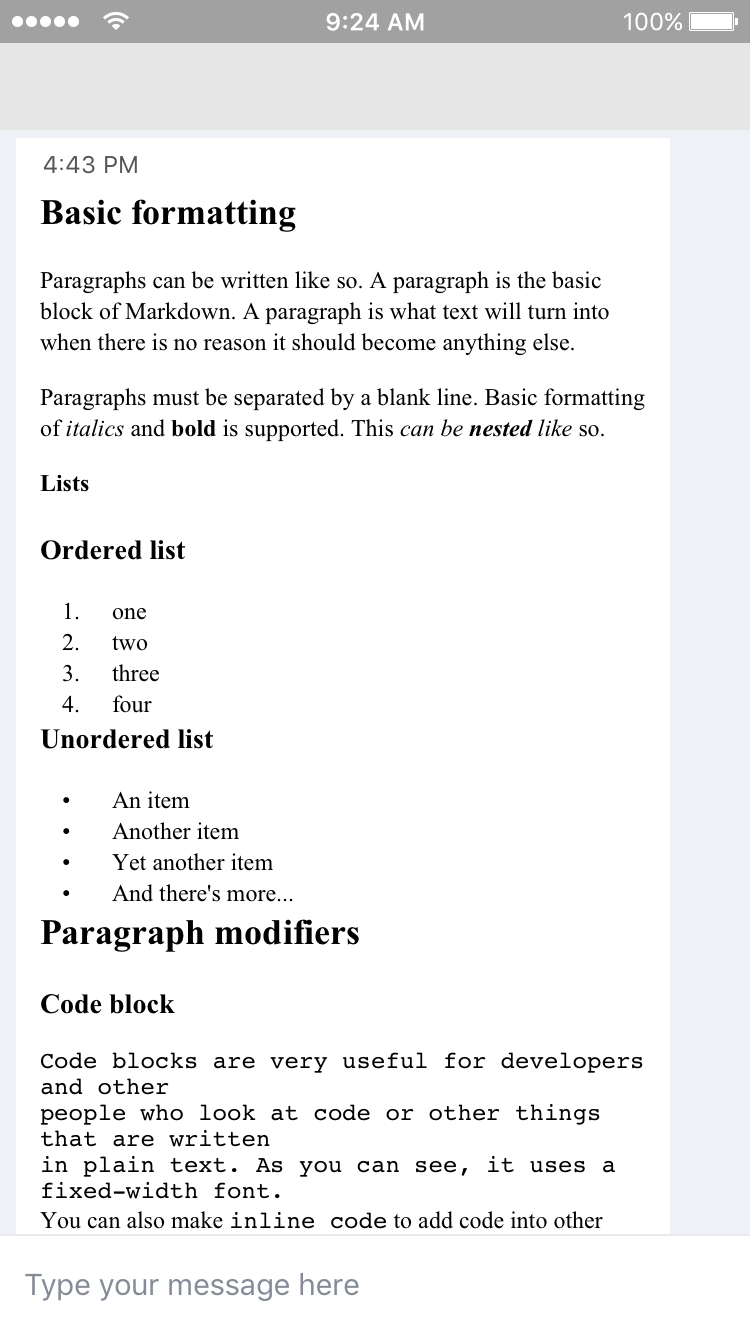 9:24 AM
100%
4:43 PM
Basic formatting
Paragraphs can be written like so. A paragraph is the basic
block of Markdown. A paragraph is what text will turn into
when there is no reason it should become anything else.
Paragraphs must be separated by a blank line. Basic formatting
of italics and bold is supported. This can be nested like so.
Lists
Ordered list
1. one
2. two
3. three
4. four
Unordered list
• An item
• Another item
• Yet another item
• And there's more...
Paragraph modifiers
Code block
Code blocks are very useful for developers
and other
people who look at code or other things
that are written
in plain text. As you can see, it uses a
fixed-width font.
You can also make inline code to add code into other
Type your message here